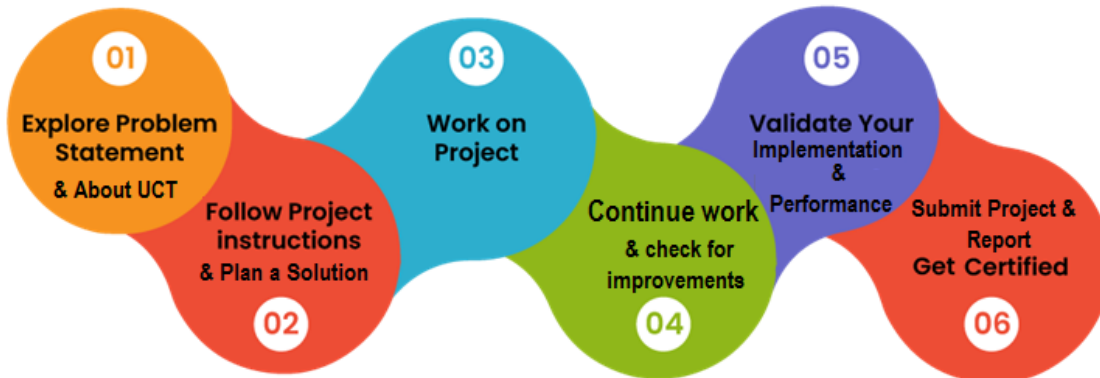 01
Explore Problem
Statement
& About UCT
Follow Project
instructions
& Plan a Solution
02
03
Work on
Project
Continue work
& check for
improvements
04
05
Validate Your
Implementation
&
Performance
Submit Project &
Report
Get Certified
06